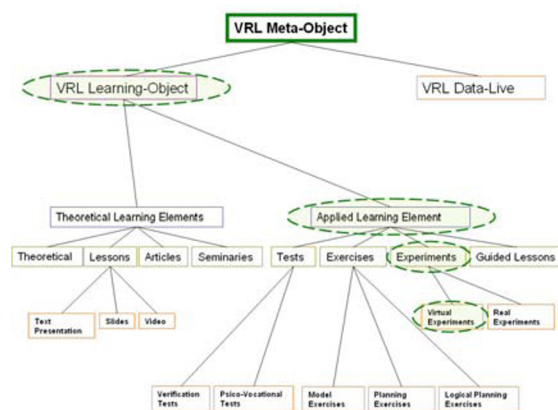 VRL Meta-Object
VRL Learning-Object
VRL Data-Live
Theoretical Learning Elements
Applied Learning Element
Theoretical
Lessons
Articles
Seminaries
Tests
Exercises
Experiments
Guided Lessons
Text
Presentation
Slides
Video
Virtual
Experiments
Real
Experiments
Verification
Tests
Psico-Vocational
Tests
Model
Exercises
Planning
Exercises
Logical Planning
Exercises